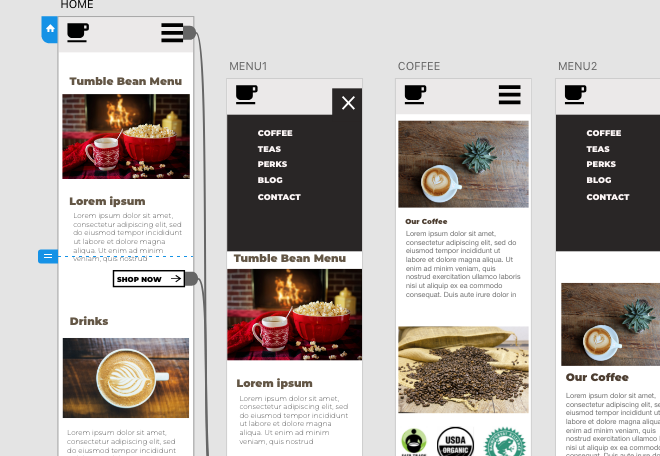 HOME
Tumble Bean Menu
Lorem ipsum
Lorem ipsum dolor sit amet,
consectetur adipiscing elit, sed
do eiusmod tempor incididunt
ut labore et dolore magna
aliqua. Ut enim ad minim
veniam, quis nostrud
SHOP NOW
Drinks
Lorem ipsum dolor sit amet,
consectetur adipiscing elit, sed
do eiusmod tempor incididunt
MENU1
COFFEE
TEAS
PERKS
BLOG
CONTACT
Tumble Bean Menu
Lorem ipsum
Lorem ipsum dolor sit amet,
consectetur adipiscing elit, sed
do eiusmod tempor incididunt
ut labore et dolore magna
aliqua. Ut enim ad minim
veniam, quis nostrud
COFFEE
Our Coffee
Lorem ipsum dolor sit amet,
consectetur adipiscing elit, sed do
eiusmod tempor incididunt ut
labore et dolore magna aliqua. Ut
enim ad minim veniam, quis
nostrud exercitation ullamco laboris
nisi ut aliquip ex ea commodo
consequat. Duis aute irure dolor in
USDA
ORGANIC
MENU2
COFFEE
TEAS
PERKS
BLOG
CONTACT
Our Coffee
Lorem ipsum dolor sit amet,
consectetur adipiscing elit,
eiusmod tempor incididunt ut
labore et dolore magna aliqua.
enim ad minim veniam, quis
nostrud exercitation ullamco
nisi ut aliquip ex ea commodo
consequat. Duis aute irure